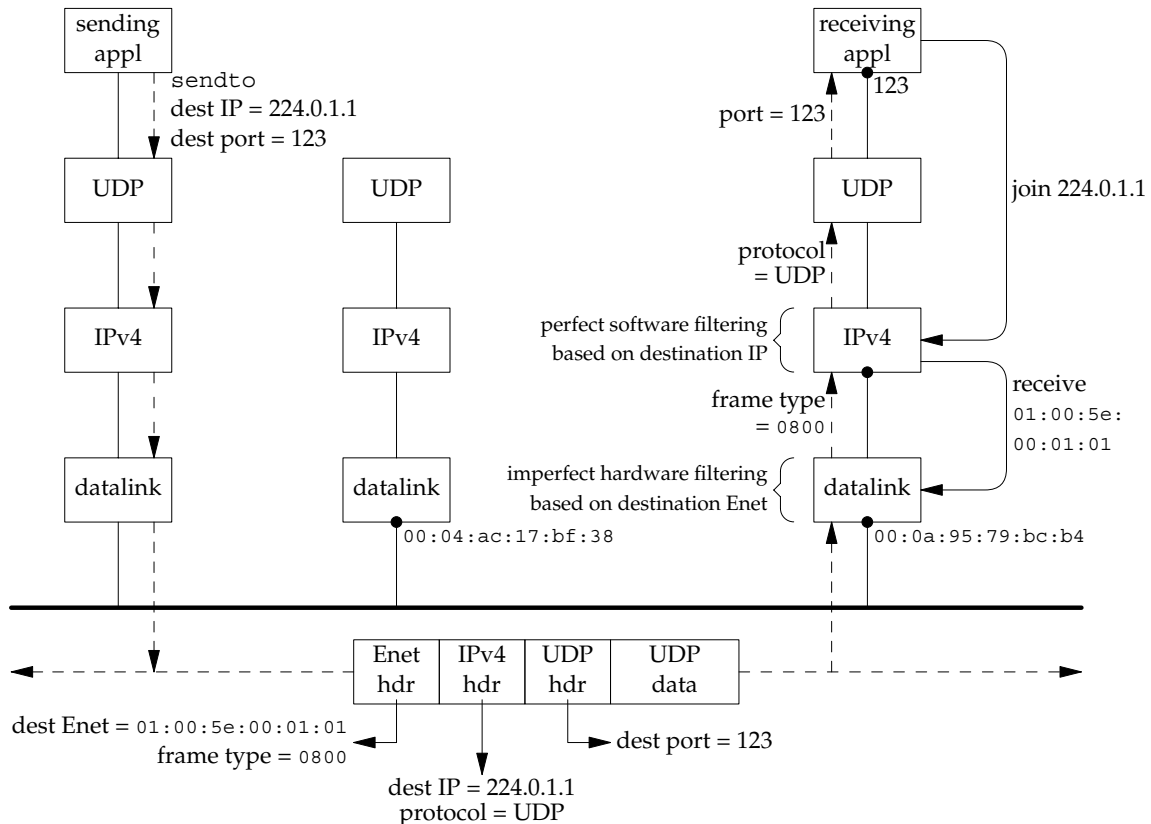 sending
appl
sendto
dest IP = 224.0.1.1
dest port = 123
receiving
appl
123
port = 123
UDP
UDP
UDP
join 224.0.1.1
protocol
= UDP
IPv4
IPv4
perfect software filtering
based on destination IP
IPv4
frame type
= 0800
receive
01:00:5e:
00:01:01
datalink
datalink
imperfect hardware filtering
based on destination Enet
datalink
00:04:ac:17:bf:38
00:0a:95:79:bc:b4
Enet
hdr
IPv4
hdr
UDP
hdr
UDP
data
dest Enet = 01:00:5e:00:01:01
frame type = 0800
dest port = 123
dest IP = 224.0.1.1
protocol = UDP